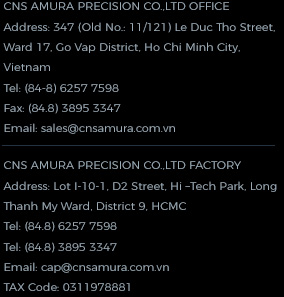 CNS AMURA PRECISION CO.,LTD OFFICE
Address: 347 (Old No.: 11/121) Le Duc Tho Street,
Ward 17, Go Vap District, Ho Chi Minh City,
Vietnam
Tel: (84-8) 6257 7598
Fax: (84.8) 3895 3347
Email: sales@cnsamura.com.vn
CNS AMURA PRECISION CO.,LTD FACTORY
Address: Lot I-10-1, D2 Street, Hi –Tech Park, Long
Thanh My Ward, District 9, HCMC
Tel: (84.8) 6257 7598
Tel: (84.8) 3895 3347
Email: cap@cnsamura.com.vn
TAX Code: 0311978881